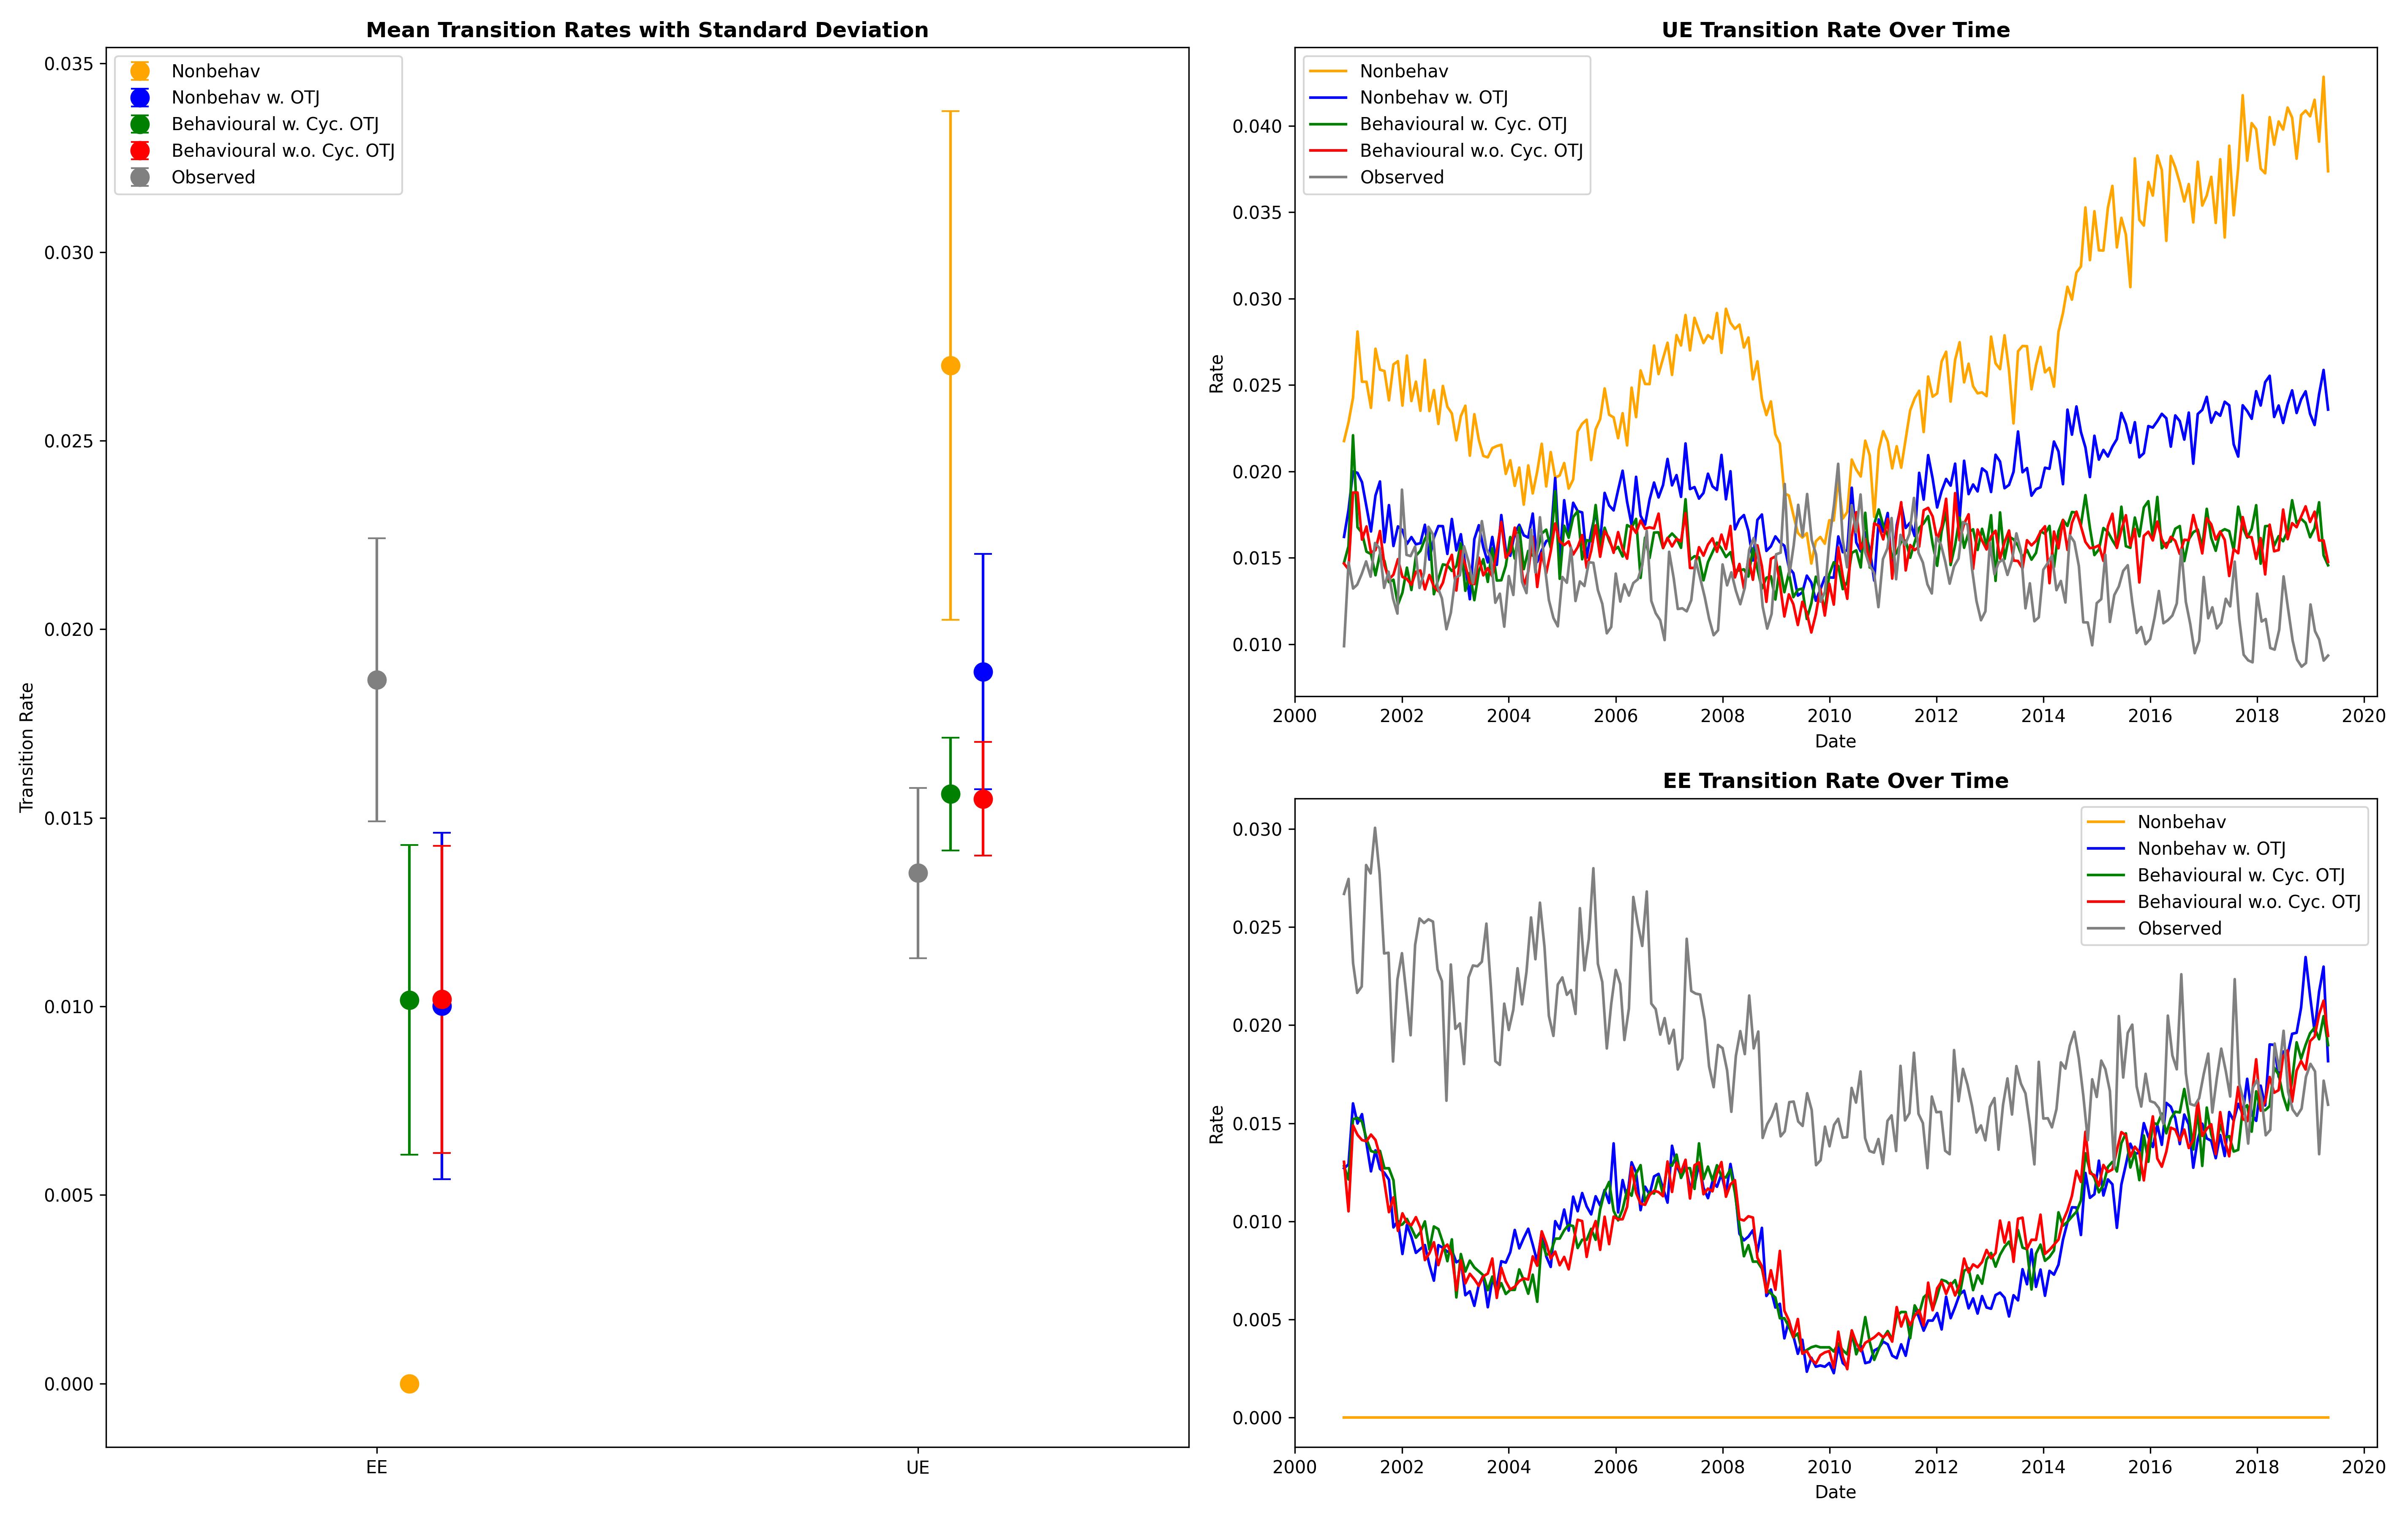 Mean Transition Rates with Standard Deviation
Nonbehav
Nonbehav w. OTJ
Behavioural w. Cyc. OTJ
Behavioural w.o. Cyc. OTJ
Observed
0.035
0.030
0.025
0.020
0.015
0.010
0.005
0.000
Transition Rate
EE
UE
UE Transition Rate Over Time
Nonbehav
Nonbehav w. OTJ
Behavioural w. Cyc. OTJ
Behavioural w.o. Cyc. OTJ
Observed
0.040
0.035
0.030
0.025
0.020
0.015
0.010
Rate
2000
2002
2004
2006
2008
2010
2012
2014
2016
2018
2020
Date
EE Transition Rate Over Time
Nonbehav
Nonbehav w. OTJ
Behavioural w. Cyc. OTJ
Behavioural w.o. Cyc. OTJ
Observed
0.030
0.025
0.020
0.015
0.010
0.005
0.000
Rate
2000
2002
2004
2006
2008
2010
2012
2014
2016
2018
2020
Date